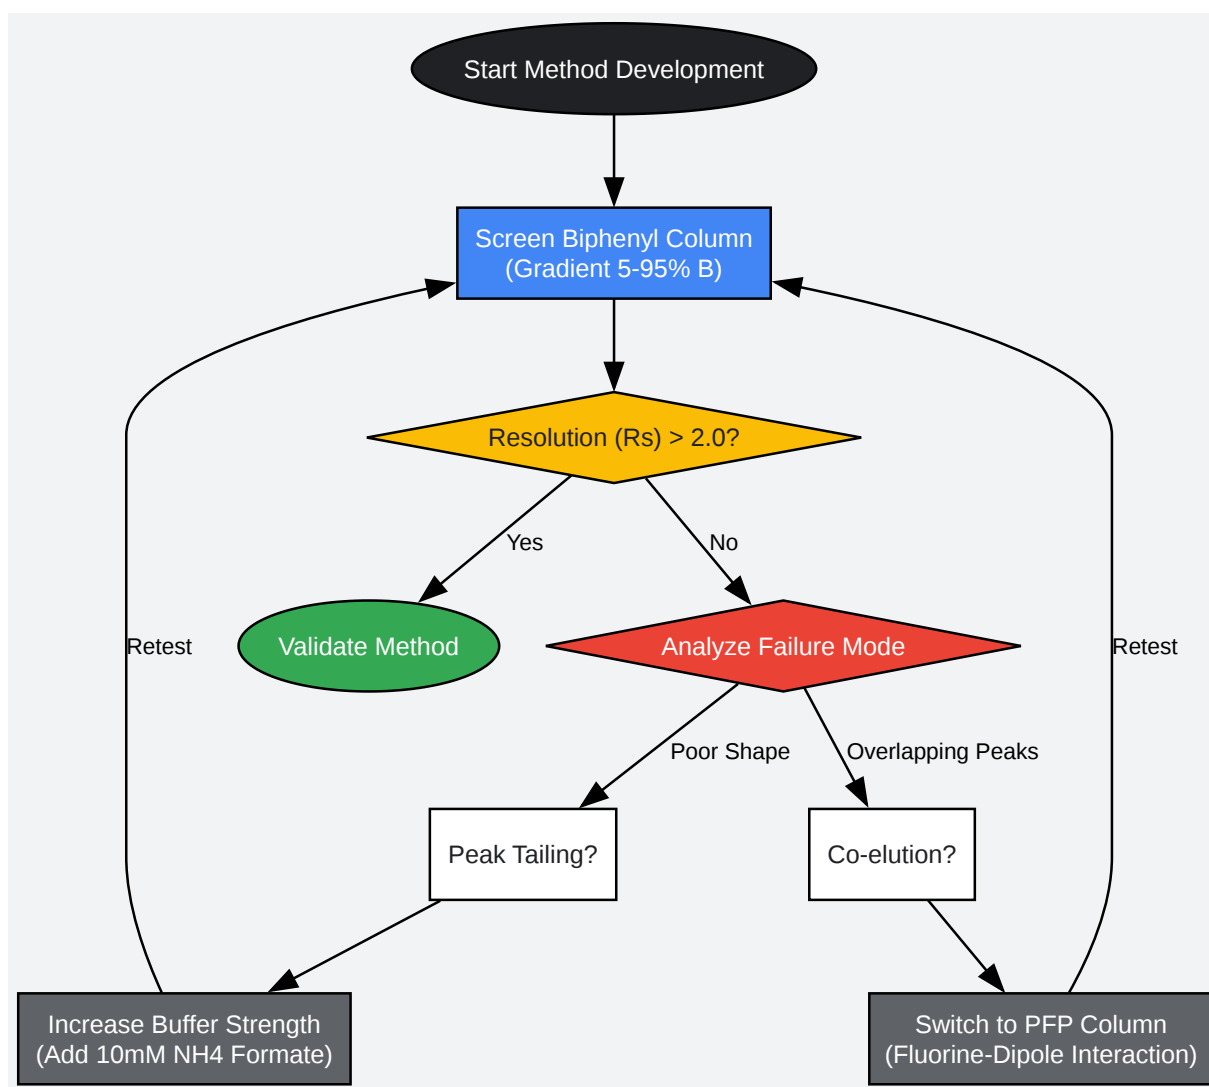 Start Method Development
Screen Biphenyl Column
(Gradient 5-95% B)
Resolution (Rs) > 2.0?
Yes
No
Retest
Validate Method
Analyze Failure Mode
Retest
Poor Shape
Overlapping Peaks
Peak Tailing?
Co-elution?
Increase Buffer Strength
(Add 10mM NH4 Formate)
Switch to PFP Column
(Fluorine-Dipole Interaction)